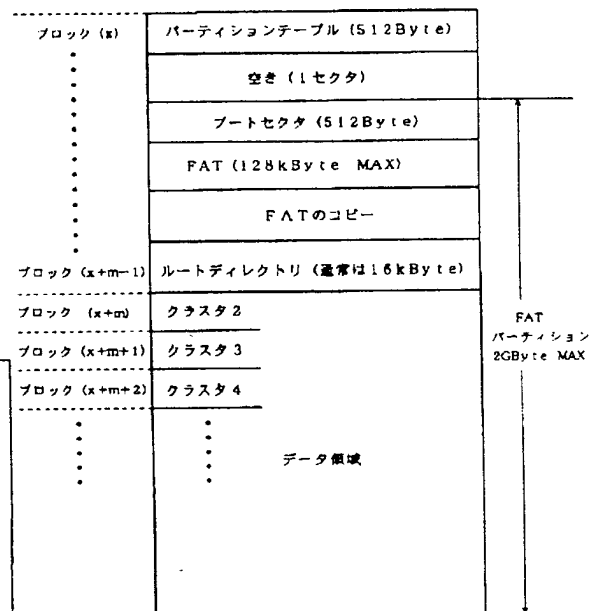 ブロック (x)
パーティションテーブル (512Byte)
空き (1セクタ)
ブートセクタ (512Byte)
FAT (128kByte MAX)
FATのコピー
ブロック (x+m-1)
ルートディレクトリ (通常は16kByte)
ブロック (x+m)
クラスタ2
ブロック (x+m+1)
クラスタ3
ブロック (x+m+2)
クラスタ4
データ領域
FAT
パーティション
2GByte MAX